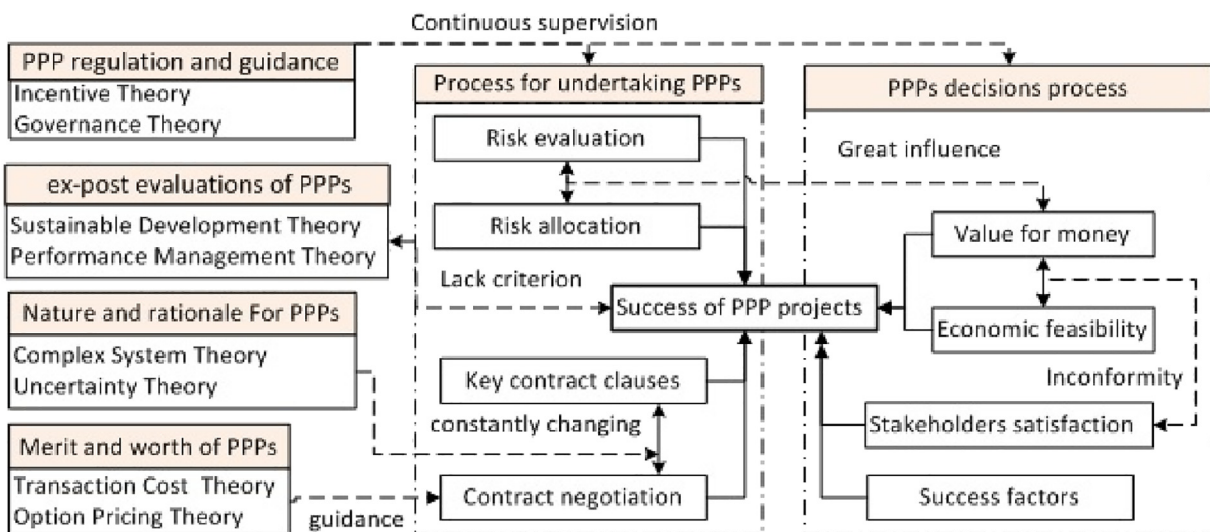 Continuous supervision
PPP regulation and guidance
Incentive Theory
Governance Theory
Process for undertaking PPPs
PPPs decisions process
Risk evaluation
Great influence
ex-post evaluations of PPPs
Sustainable Development Theory
Performance Management Theory
Risk allocation
Value for money
Lack criterion
Success of PPP projects
Economic feasibility
Nature and rationale For PPPs
Complex System Theory
Uncertainty Theory
Key contract clauses
Inconformity
constantly changing
Stakeholders satisfaction
Merit and worth of PPPs
Transaction Cost Theory
Option Pricing Theory
guidance
Contract negotiation
Success factors